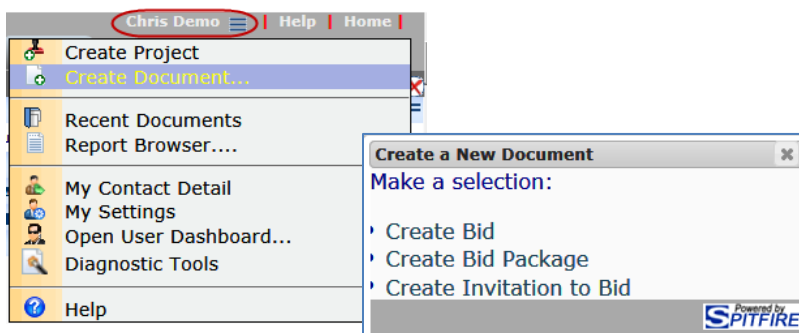 Chris Demo | Help | Home |
Create Project
Create Document...
Recent Documents
Report Browser....
My Contact Detail
My Settings
Open User Dashboard...
Diagnostic Tools
Help
Create a New Document
Make a selection:
Create Bid
Create Bid Package
Create Invitation to Bid
Powered by
SPITFIRE